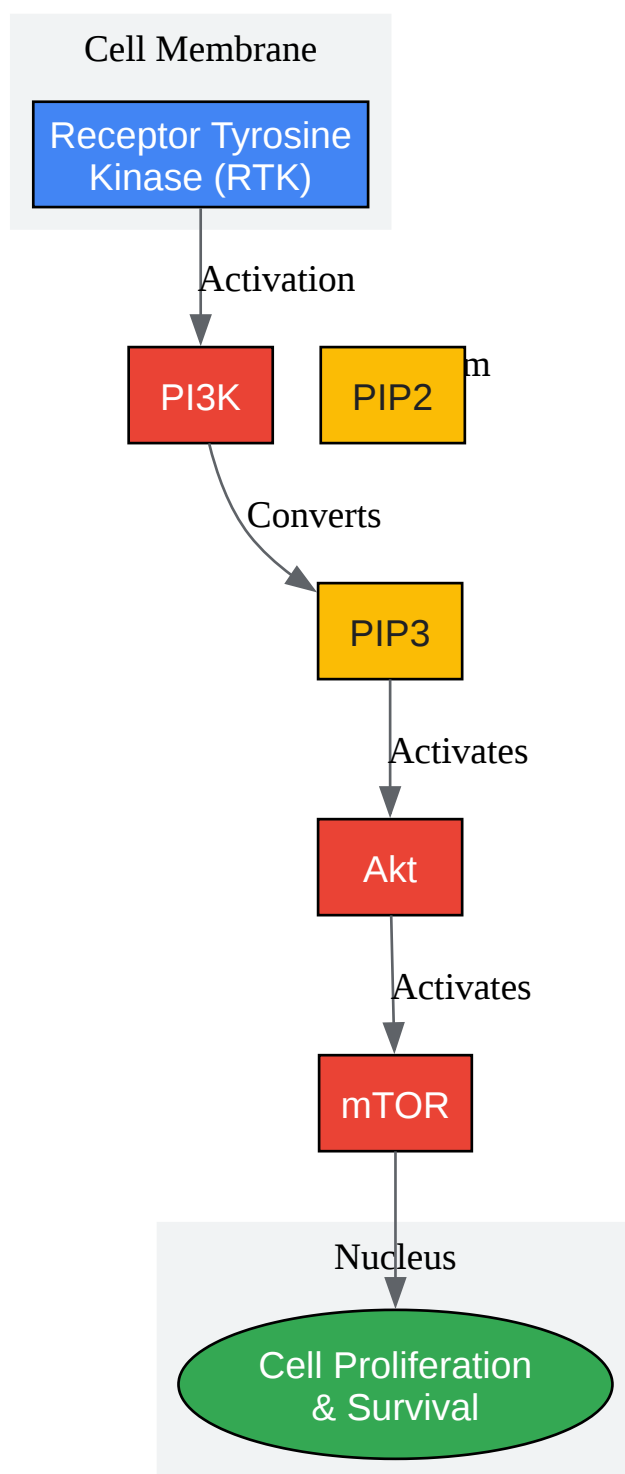 Cell Membrane
Receptor Tyrosine
Kinase (RTK)
Activation
PI3K
PIP2
m
Converts
PIP3
Activates
Akt
Activates
mTOR
Nucleus
Cell Proliferation
& Survival